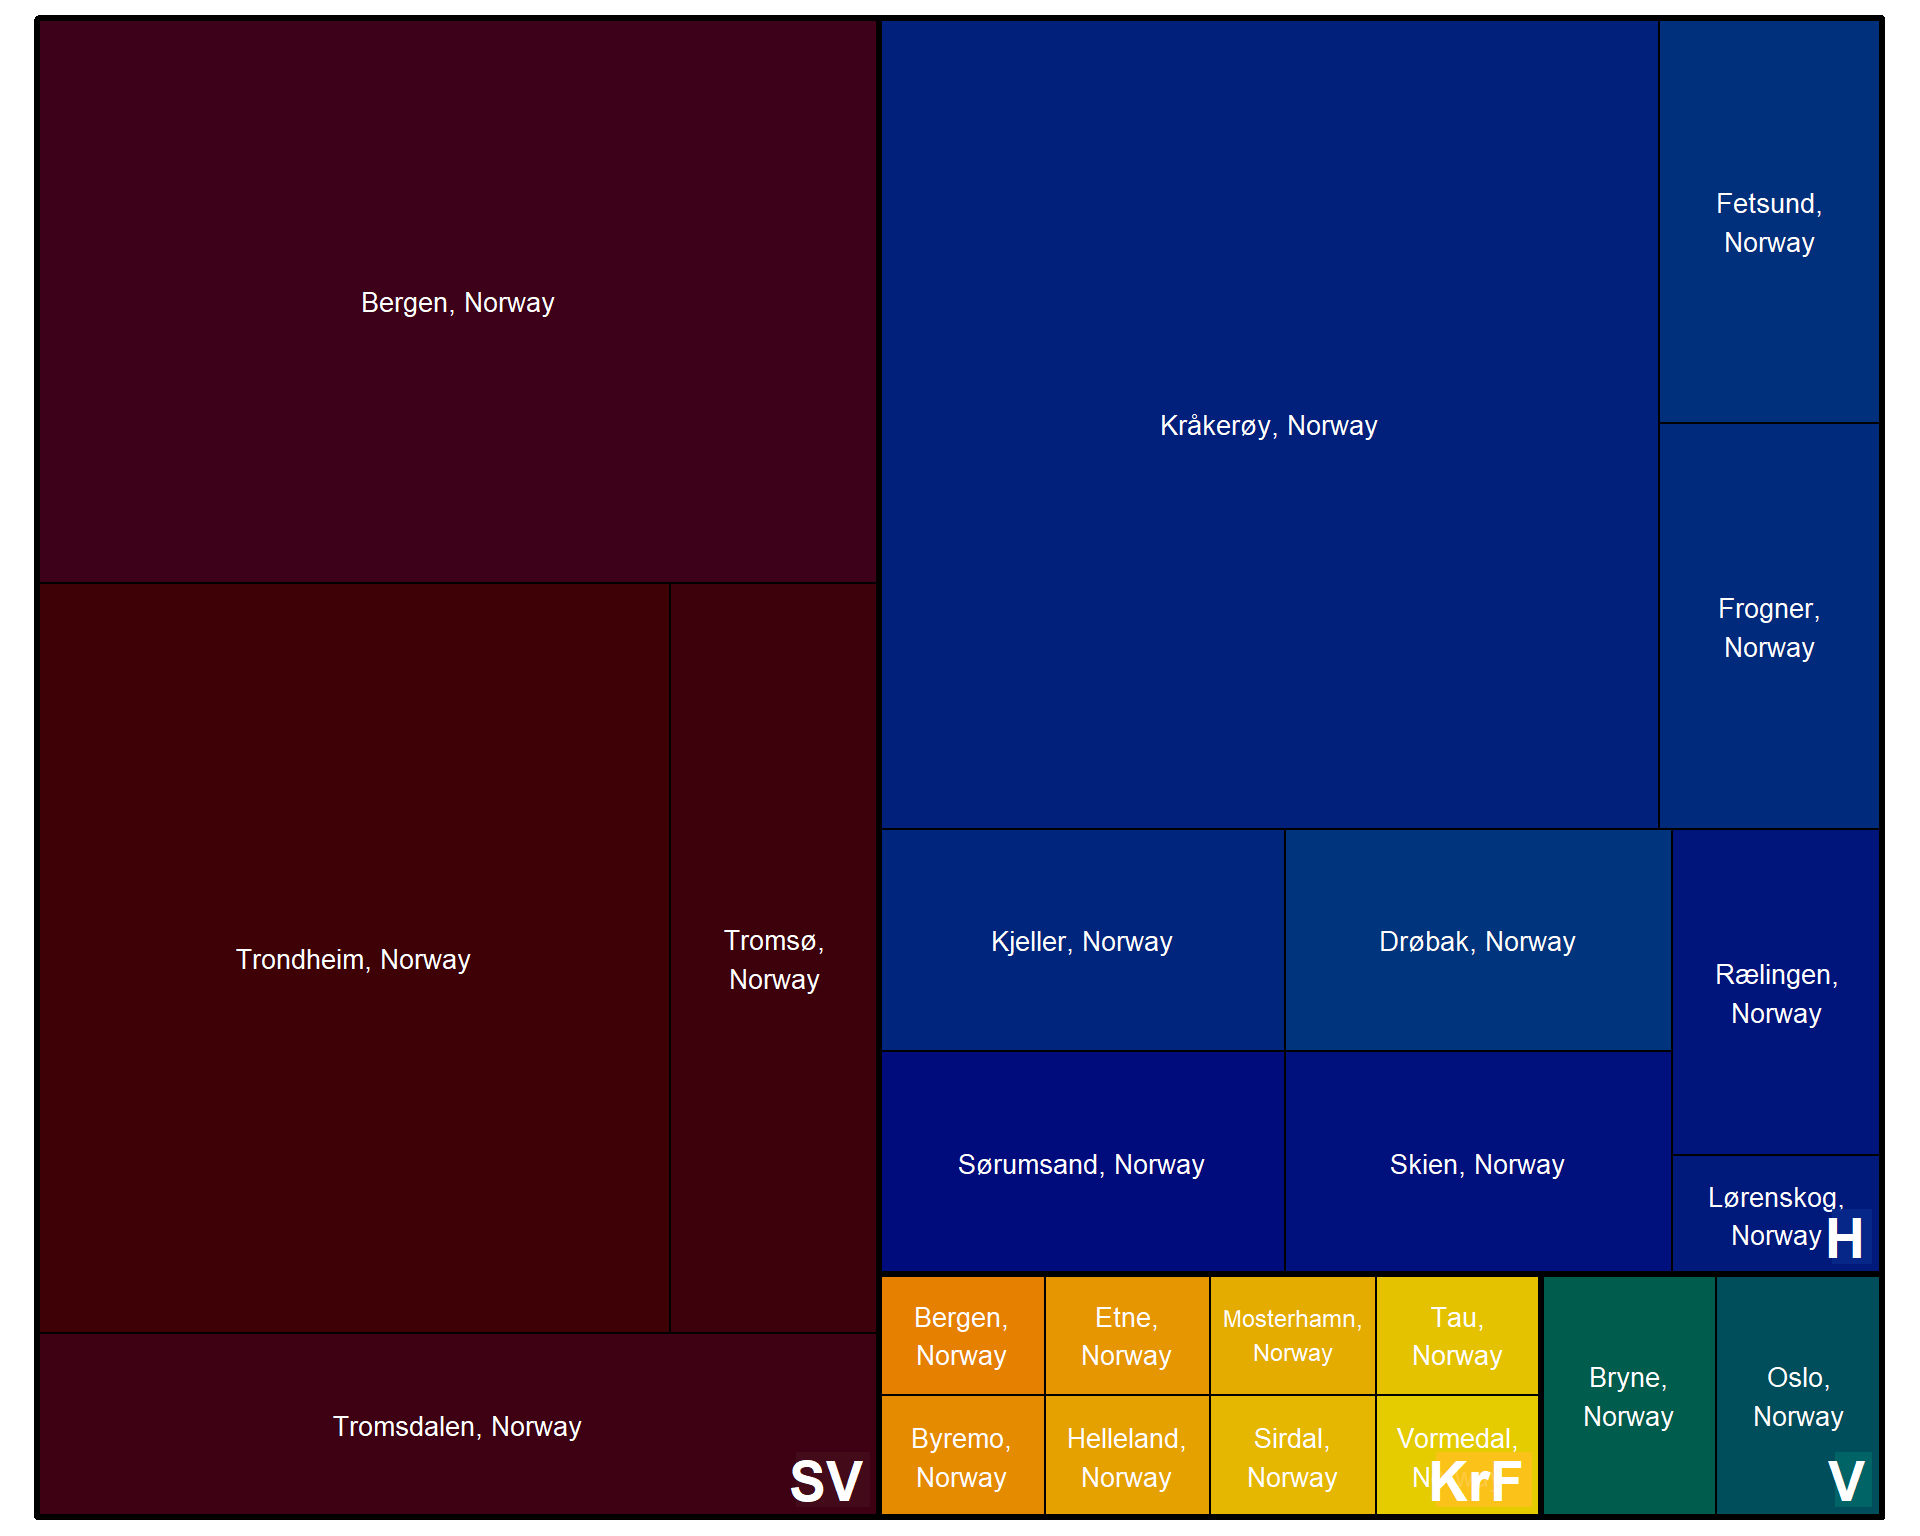 Bergen, Norway
Trondheim, Norway
Tromsø,
Norway
Tromsdalen, Norway
SV
Kråkerøy, Norway
Fetsund,
Norway
Frogner,
Norway
Kjeller, Norway
Drøbak, Norway
Rælingen,
Norway
Sørumsand, Norway
Skien, Norway
Lørenskog,
Norway
H
Bergen,
Norway
Etne,
Norway
Mosterhamn,
Norway
Tau,
Norway
Byremo,
Norway
Helleland,
Norway
Sirdal,
Norway
Vormedal,
KrF
Bryne,
Norway
Oslo,
Norway
V